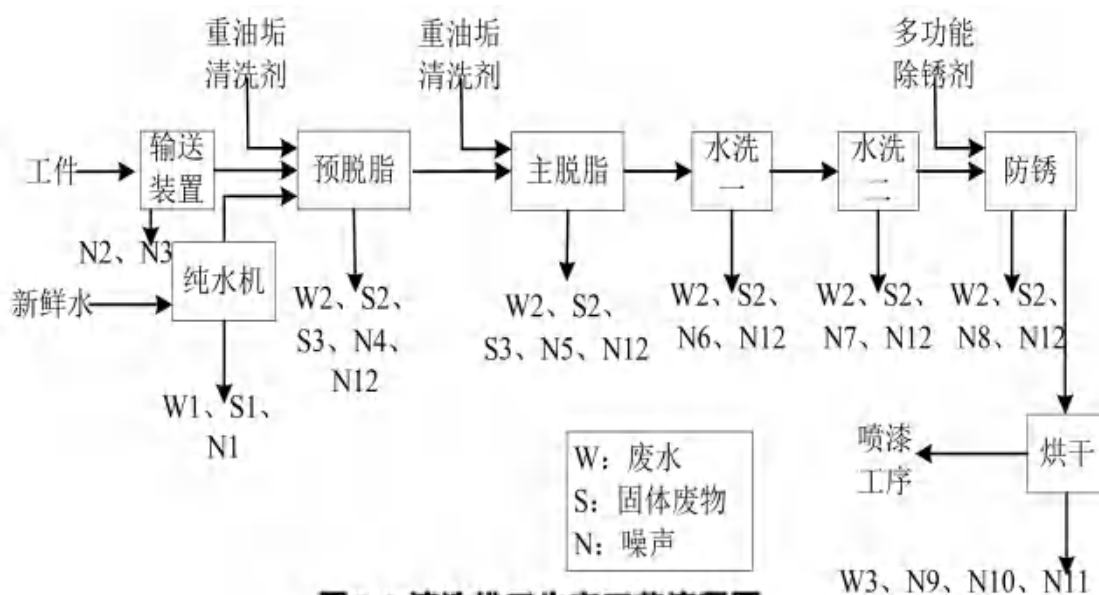 重油垢
清洗剂
重油垢
清洗剂
多功能
除锈剂
工件
输送
装置
预脱脂
主脱脂
水洗
一
水洗
二
防锈
N2、N3
纯水机
新鲜水
W2、S2、
S3、N4、
N12
W2、S2、
S3、N5、N12
W2、S2、
N6、N12
W2、S2、
N7、N12
W2、S2、
N8、N12
W1、S1、
N1
W：废水
S：固体废物
N：噪声
喷漆
工序
烘干
W3、N9、N10、N11